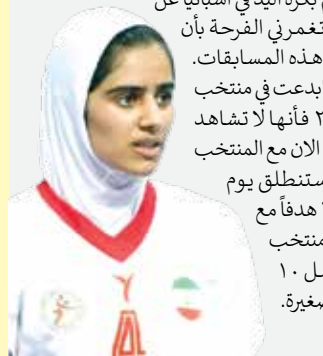 بكرة اليد في اسبانيا عن
تغمرني الفرحة بأن
هذه المسابقات.
ابدعت في منتخب
فأنها لا تشاهد
الان مع المنتخب
ستنطلق يوم
هدفاً مع
منتخب
١٠
صغيرة.